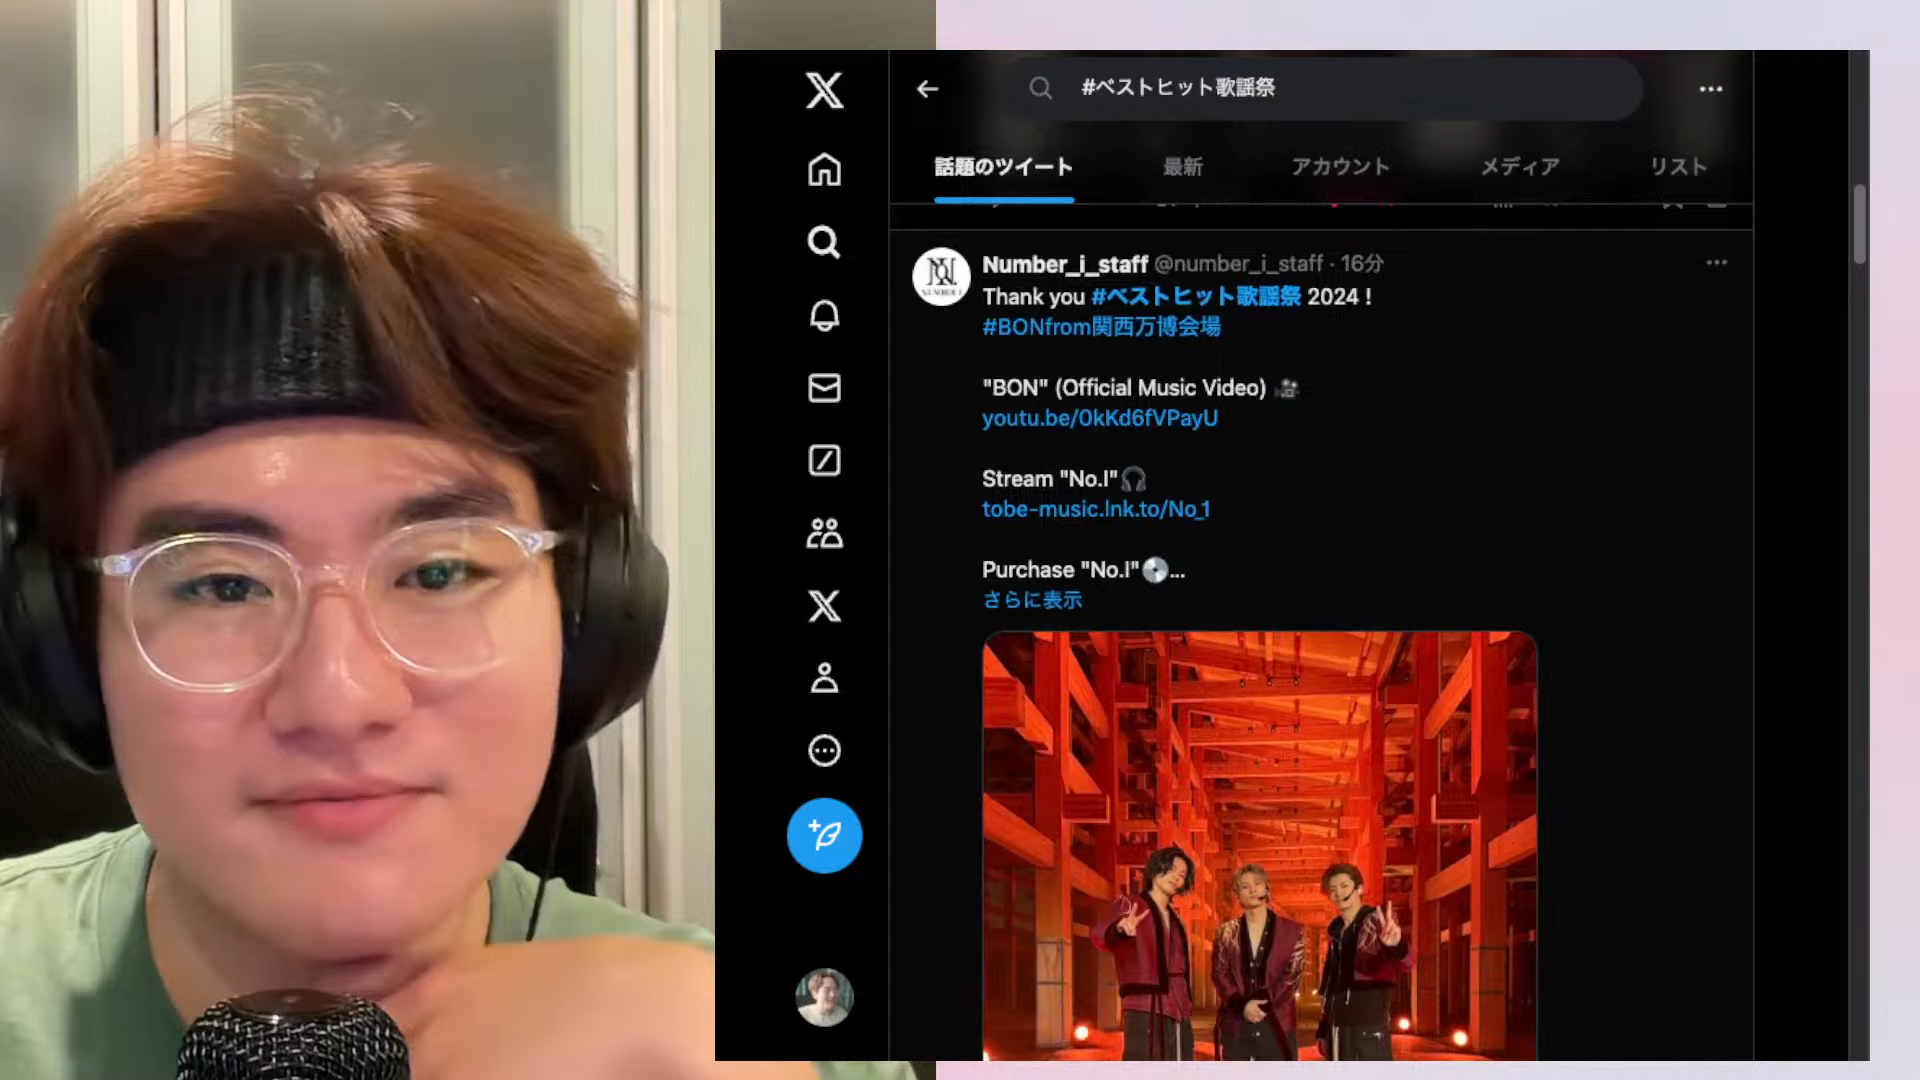 #ベストヒット歌謡祭
話題のツイート 最新 アカウント メディア リスト
Number_i_staff @number_i_staff · 16分
Thank you #ベストヒット歌謡祭 2024 !
#BONfrom関西万博会場
"BON" (Official Music Video) 🎥
youtu.be/0kKd6fVPayU
Stream "No.I"🎧
tobe-music.lnk.to/No_1
Purchase "No.I"💿...
さらに表示